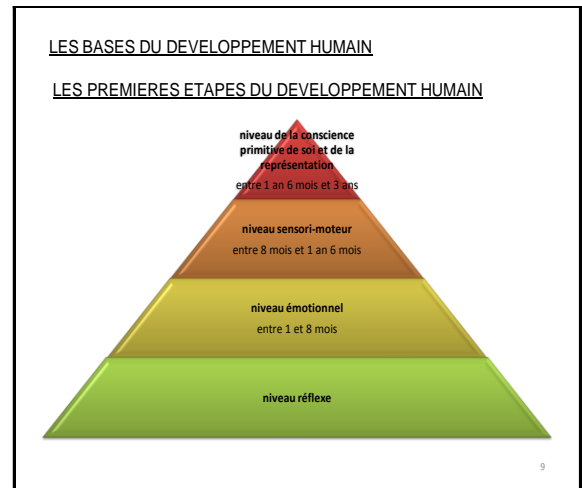 LES BASES DU DEVELOPPEMENT HUMAIN
LES PREMIERES ETAPES DU DEVELOPPEMENT HUMAIN
niveau de la conscience
primitive de soi et de la
représentation
entre 1 an 6 mois et 3 ans
niveau sensori-moteur
entre 8 mois et 1 an 6 mois
niveau émotionnel
entre 1 et 8 mois
niveau réflexe
9